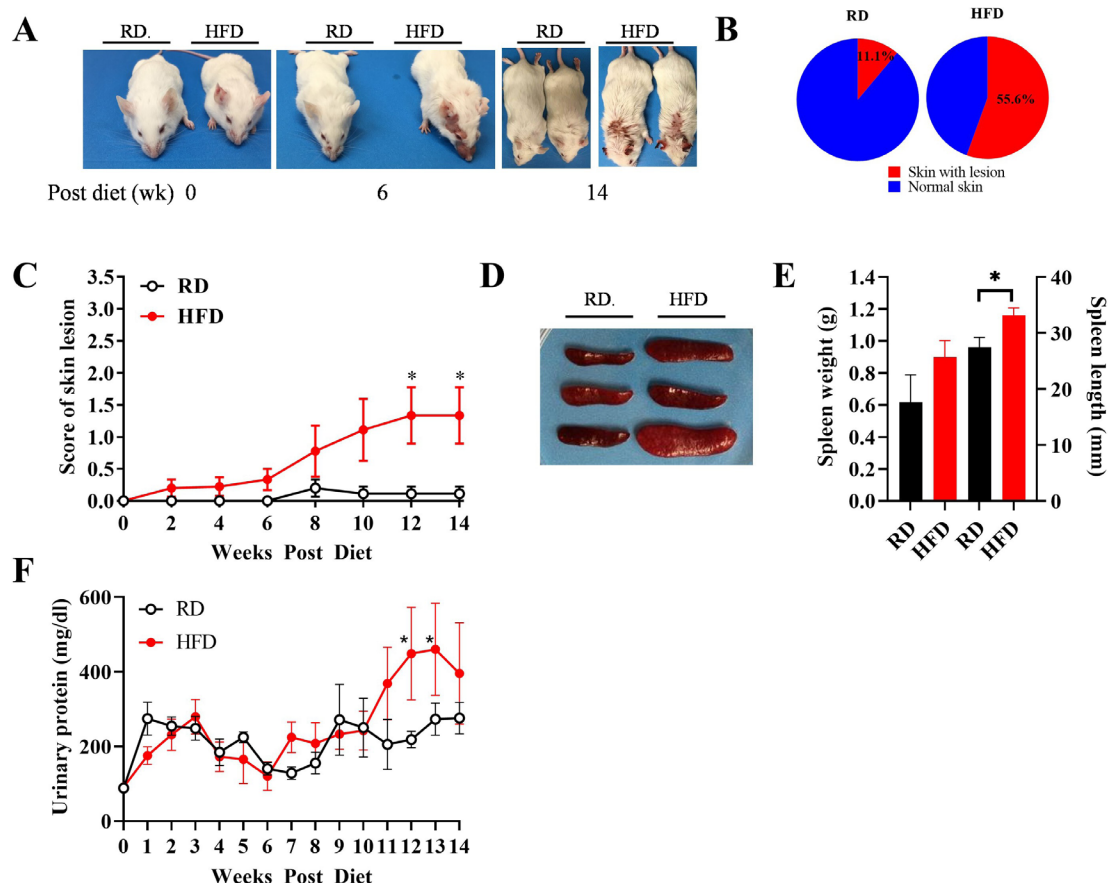 A
RD. HFD RD HFD RD HFD
Post diet (wk) 0 6 14
B
RD HFD
11.1%
55.6%
Skin with lesion
Normal skin
C
Score of skin lesion
3.5
3.0
2.5
2.0
1.5
1.0
0.5
0.0
RD
HFD
* *
0 2 4 6 8 10 12 14
Weeks Post Diet
D
RD. HFD
E
Spleen weight (g)
1.4
1.2
1.0
0.8
0.6
0.4
0.2
0.0
*
40
30
20
10
0
Spleen length (mm)
RD HFD RD HFD
F
Urinary protein (mg/dl)
600
400
200
0
RD
HFD
* *
0 1 2 3 4 5 6 7 8 9 10 11 12 13 14
Weeks Post Diet